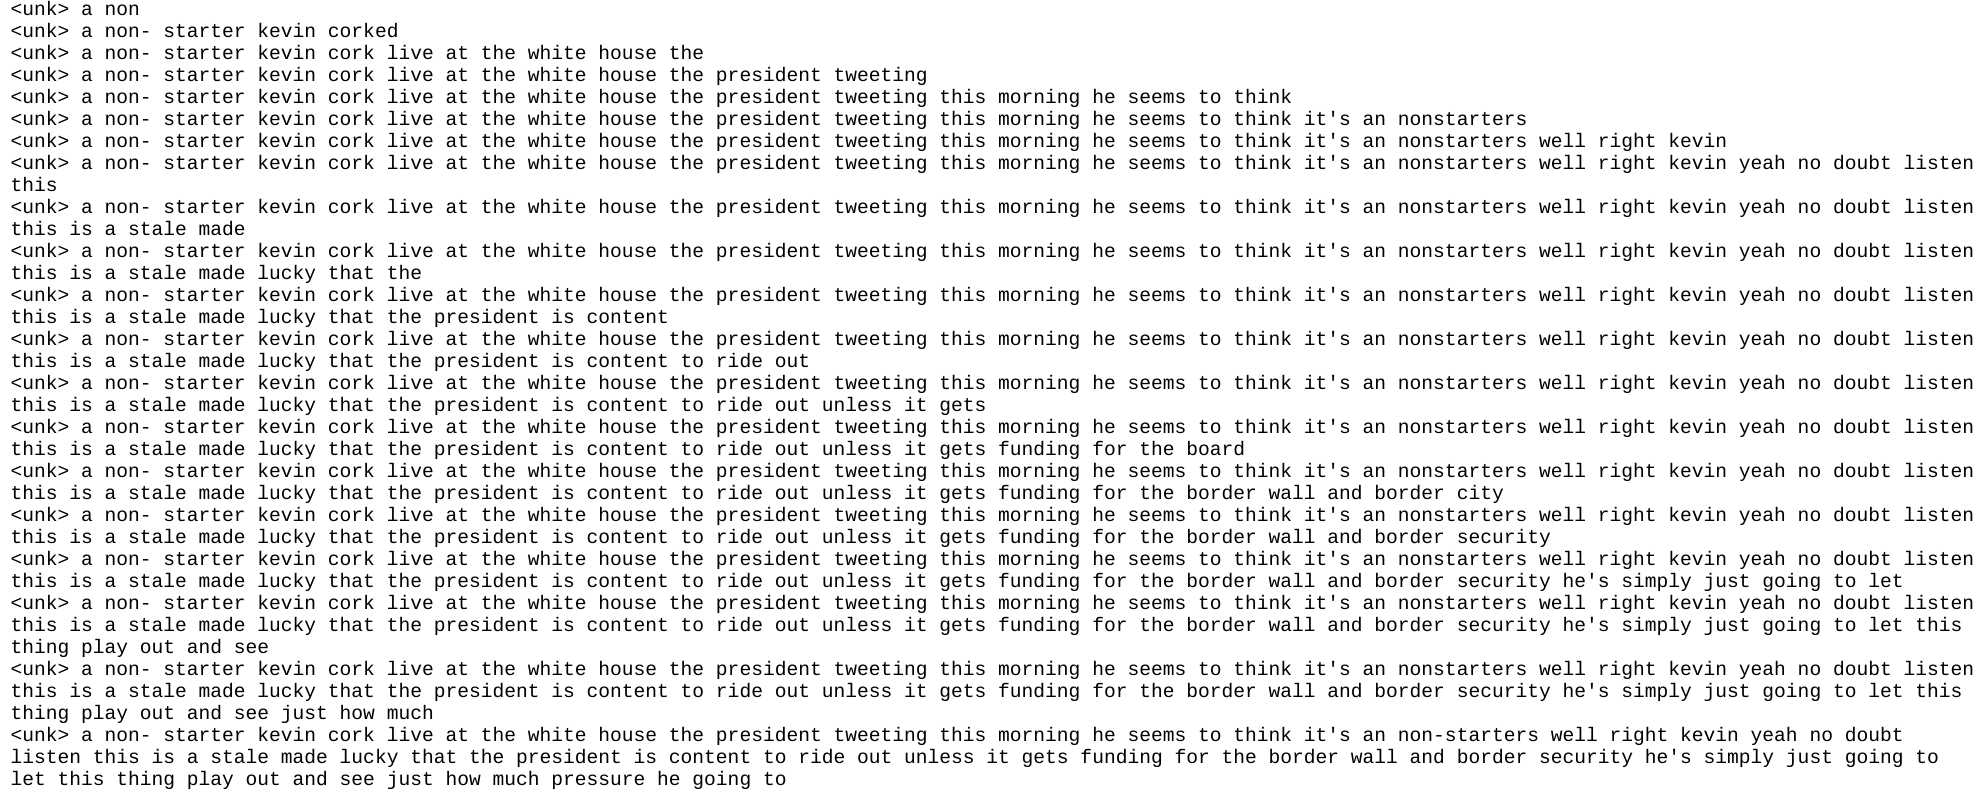 <unk> a non
<unk> a non- starter kevin corked
<unk> a non- starter kevin cork live at the white house the
<unk> a non- starter kevin cork live at the white house the president tweeting
<unk> a non- starter kevin cork live at the white house the president tweeting this morning he seems to think
<unk> a non- starter kevin cork live at the white house the president tweeting this morning he seems to think it's an nonstarters
<unk> a non- starter kevin cork live at the white house the president tweeting this morning he seems to think it's an nonstarters well right kevin
<unk> a non- starter kevin cork live at the white house the president tweeting this morning he seems to think it's an nonstarters well right kevin yeah no doubt listen
this
<unk> a non- starter kevin cork live at the white house the president tweeting this morning he seems to think it's an nonstarters well right kevin yeah no doubt listen
this is a stale made
<unk> a non- starter kevin cork live at the white house the president tweeting this morning he seems to think it's an nonstarters well right kevin yeah no doubt listen
this is a stale made lucky that the
<unk> a non- starter kevin cork live at the white house the president tweeting this morning he seems to think it's an nonstarters well right kevin yeah no doubt listen
this is a stale made lucky that the president is content
<unk> a non- starter kevin cork live at the white house the president tweeting this morning he seems to think it's an nonstarters well right kevin yeah no doubt listen
this is a stale made lucky that the president is content to ride out
<unk> a non- starter kevin cork live at the white house the president tweeting this morning he seems to think it's an nonstarters well right kevin yeah no doubt listen
this is a stale made lucky that the president is content to ride out unless it gets
<unk> a non- starter kevin cork live at the white house the president tweeting this morning he seems to think it's an nonstarters well right kevin yeah no doubt listen
this is a stale made lucky that the president is content to ride out unless it gets funding for the board
<unk> a non- starter kevin cork live at the white house the president tweeting this morning he seems to think it's an nonstarters well right kevin yeah no doubt listen
this is a stale made lucky that the president is content to ride out unless it gets funding for the border wall and border city
<unk> a non- starter kevin cork live at the white house the president tweeting this morning he seems to think it's an nonstarters well right kevin yeah no doubt listen
this is a stale made lucky that the president is content to ride out unless it gets funding for the border wall and border security
<unk> a non- starter kevin cork live at the white house the president tweeting this morning he seems to think it's an nonstarters well right kevin yeah no doubt listen
this is a stale made lucky that the president is content to ride out unless it gets funding for the border wall and border security he's simply just going to let
<unk> a non- starter kevin cork live at the white house the president tweeting this morning he seems to think it's an nonstarters well right kevin yeah no doubt listen
this is a stale made lucky that the president is content to ride out unless it gets funding for the border wall and border security he's simply just going to let this
thing play out and see
<unk> a non- starter kevin cork live at the white house the president tweeting this morning he seems to think it's an nonstarters well right kevin yeah no doubt listen
this is a stale made lucky that the president is content to ride out unless it gets funding for the border wall and border security he's simply just going to let this
thing play out and see just how much
<unk> a non- starter kevin cork live at the white house the president tweeting this morning he seems to think it's an non-starters well right kevin yeah no doubt
listen this is a stale made lucky that the president is content to ride out unless it gets funding for the border wall and border security he's simply just going to
let this thing play out and see just how much pressure he going to